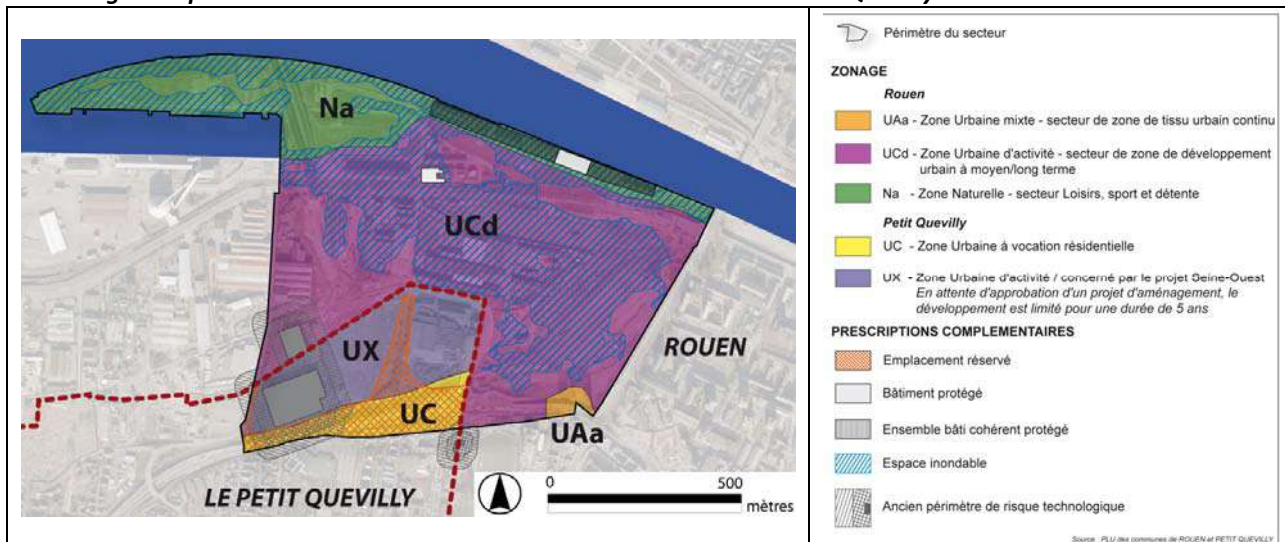 Na
UCd
UX
ROUEN
UC
UAa
LE PETIT QUEVILLY
0 500
mètres
Périmètre du secteur
ZONAGE
Rouen
UAa - Zone Urbaine mixte - secteur de zone de tissu urbain continu
UCd - Zone Urbaine d'activité - secteur de zone de développement
urbain à moyen/long terme
Na - Zone Naturelle - secteur Loisirs, sport et détente
Petit Quevilly
UC - Zone Urbaine à vocation résidentielle
UX - Zone Urbaine d'activité / concerné par le projet Seine-Ouest
En attente d'approbation d'un projet d'aménagement, le
développement est limité pour une durée de 5 ans
PRESCRIPTIONS COMPLEMENTAIRES
Emplacement réservé
Bâtiment protégé
Ensemble bâti cohérent protégé
Espace inondable
Ancien périmètre de risque technologique
Source : PLU des communes de ROUEN et PETIT QUEVILLY